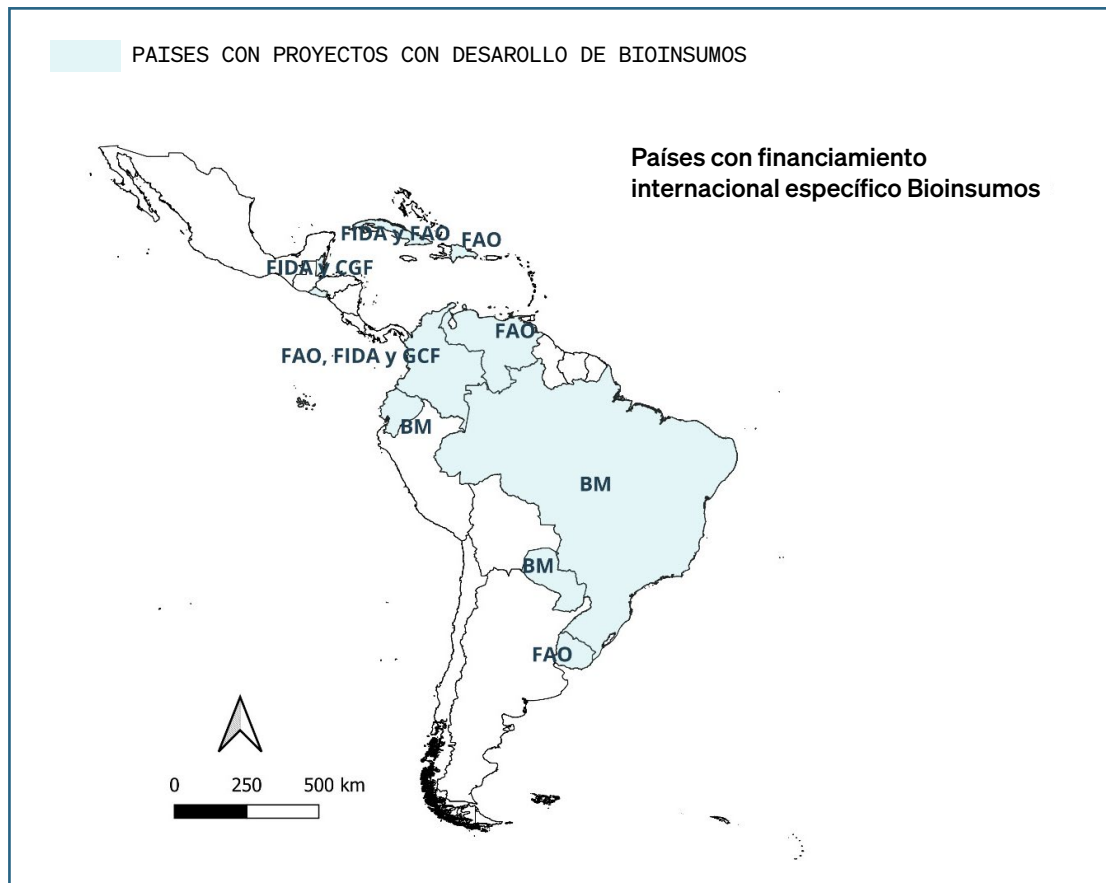 PAISES CON PROYECTOS CON DESAROLLO DE BIOINSUMOS
Países con financiamiento
internacional específico Bioinsumos
FIDA y FAO
FAO
FIDA y CGF
FAO
FAO, FIDA y GCF
BM
BM
BM
FAO
0 250 500 km